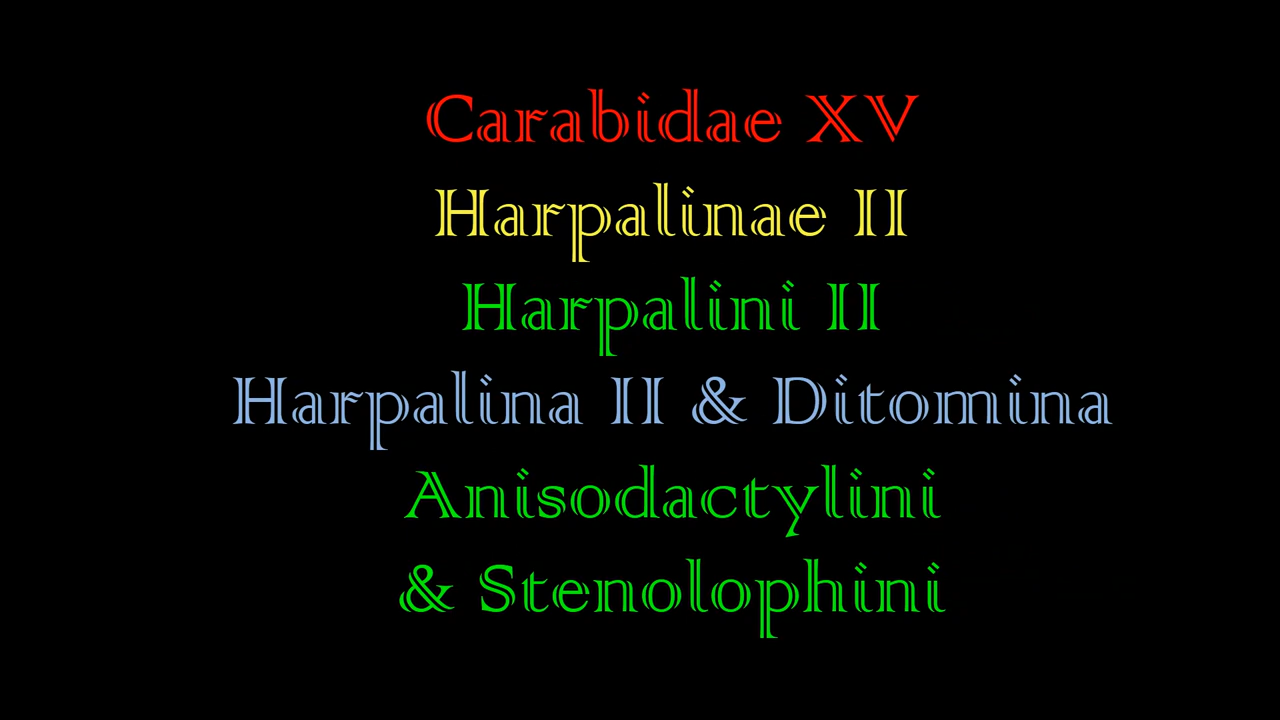 Carabidae XV
Harpalinae II
Harpalini II
Harpalina II & Ditomina
Anisodactylini
& Stenolophini